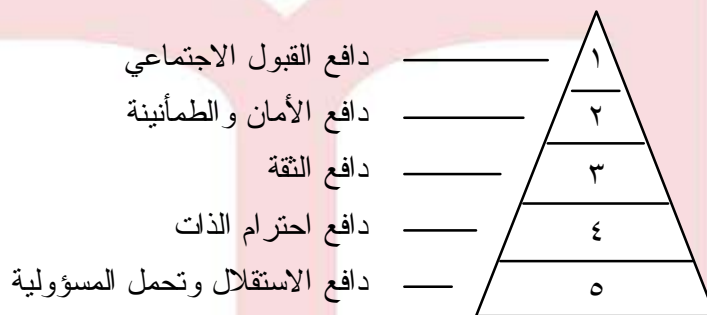 دافع القبول الاجتماعي ١
دافع الأمان والطمأنينة ٢
دافع الثقة ٣
دافع احترام الذات ٤
دافع الاستقلال وتحمل المسؤولية ٥